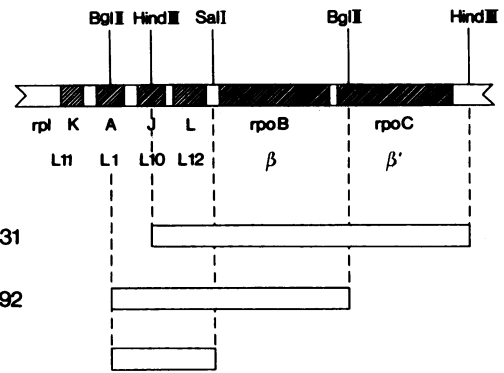 BglⅡ HindⅢ SalⅠ BglⅡ HindⅢ
rpl K A J L rpoB rpoC
L11 L1 L10 L12 β β′
31
92